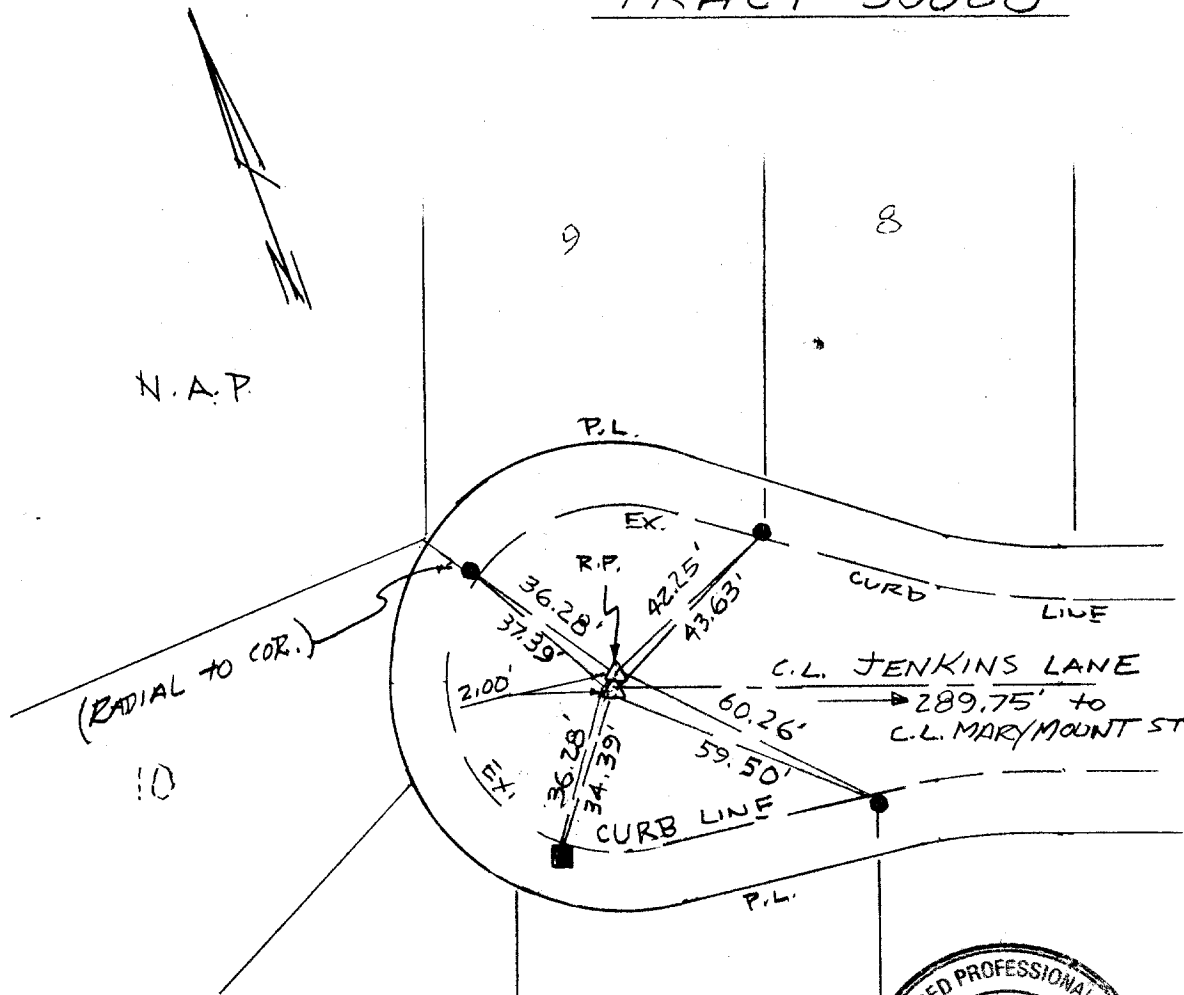 9
8
N.A.P.
P.L.
EX.
R.P.
36.28'
37.39'
42.25'
43.63'
CURB
LINE
(RADIAL TO COR.)
2.00'
C.L. JENKINS LANE
289.75' to
C.L. MARYMOUNT ST
60.26'
59.50'
36.28'
34.39'
10
EX.
CURB LINE
P.L.
PROFESSIONAL